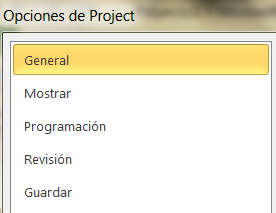 Opciones de Project
General
Mostrar
Programación
Revisión
Guardar